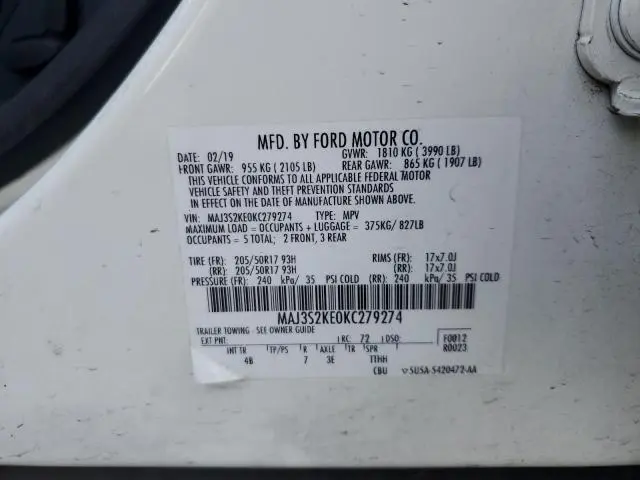 MFD. BY FORD MOTOR CO.
DATE: 02/19 GVWR: 1810 KG ( 3990 LB)
FRONT GAWR: 955 KG ( 2105 LB) REAR GAWR: 865 KG ( 1907 LB)
THIS VEHICLE CONFORMS TO ALL APPLICABLE FEDERAL MOTOR
VEHICLE SAFETY AND THEFT PREVENTION STANDARDS
IN EFFECT ON THE DATE OF MANUFACTURE SHOWN ABOVE.
VIN: MAJ3S2KE0KC279274 TYPE: MPV
MAXIMUM LOAD = OCCUPANTS + LUGGAGE = 375KG/ 827LB
OCCUPANTS = 5 TOTAL; 2 FRONT, 3 REAR
TIRE (FR): 205/50R17 93H RIMS (FR): 17x7.0J
(RR): 205/50R17 93H (RR): 17x7.0J
PRESSURE (FR): 240 kPa/ 35 PSI COLD (RR): 240 kPa/ 35 PSI COLD
MAJ3S2KE0KC279274
TRAILER TOWING - SEE OWNER GUIDE
EXT PNT: RC: 72 DSO: F0012
R0023
INT TR TP/PS R AXLE TR SPR
4B 7 3E TTHH
CBU 5U5A-5420472-AA